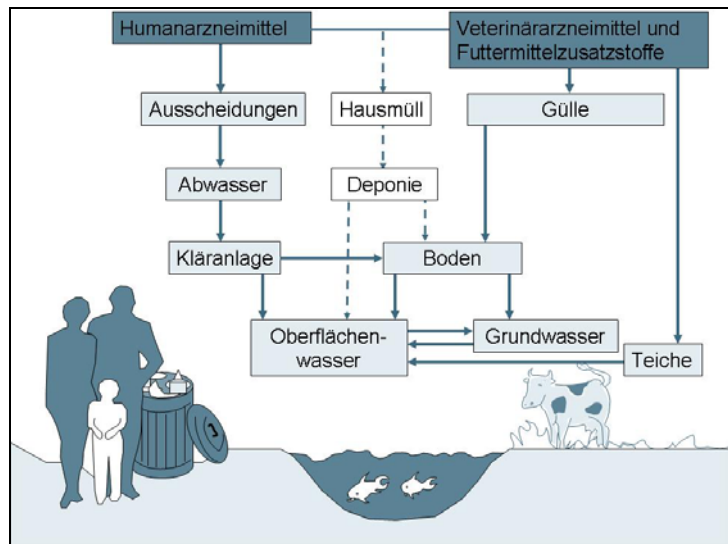 Humanarzneimittel
Veterinärarzneimittel und
Futtermittelzusatzstoffe
Ausscheidungen
Hausmüll
Gülle
Abwasser
Deponie
Kläranlage
Boden
Oberflächen-
wasser
Grundwasser
Teiche